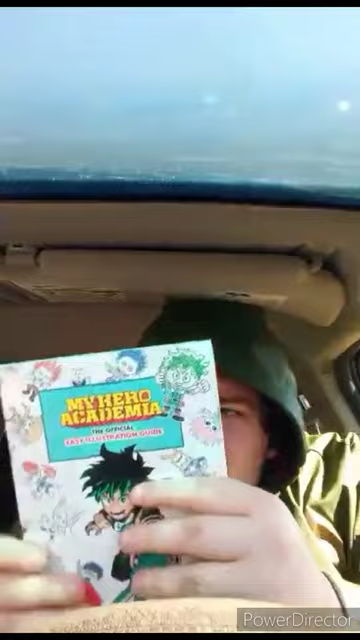 MY HERO
ACADEMIA
THE OFFICIAL
EASY ILLUSTRATION GUIDE
PowerDirector